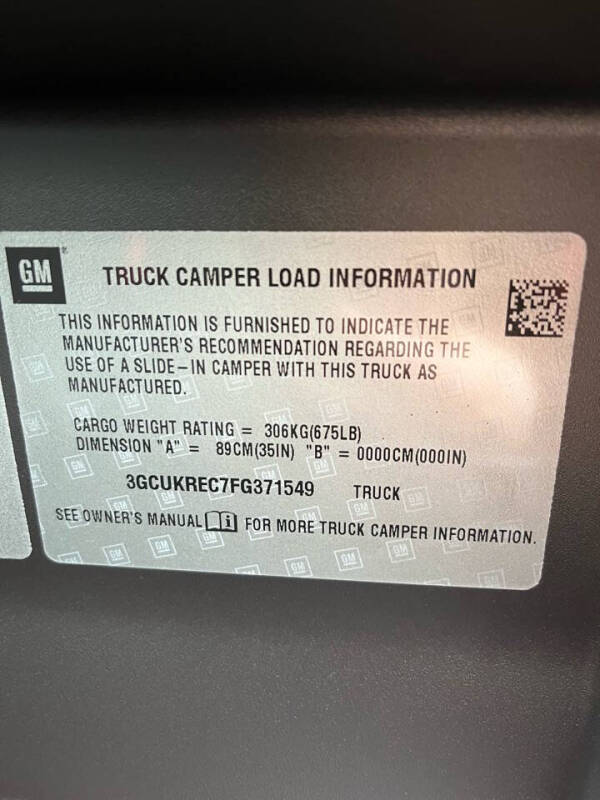 GM
TRUCK CAMPER LOAD INFORMATION
THIS INFORMATION IS FURNISHED TO INDICATE THE
MANUFACTURER'S RECOMMENDATION REGARDING THE
USE OF A SLIDE-IN CAMPER WITH THIS TRUCK AS
MANUFACTURED.
CARGO WEIGHT RATING = 306KG(675LB)
DIMENSION "A" = 89CM(35IN) "B" = 0000CM(000IN)
3GCUKREC7FG371549 TRUCK
SEE OWNER'S MANUAL i FOR MORE TRUCK CAMPER INFORMATION.